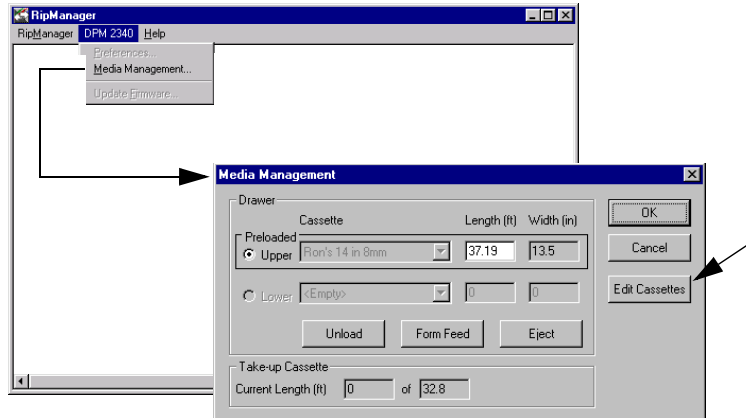 RipManager
RipManager DPM 2340 Help
Preferences...
Media Management...
Update Firmware...
Media Management
Drawer
Cassette Length (ft) Width (in)
Preloaded
Upper Ron's 14 in 8mm 37.19 13.5
Lower <Empty> 0 0
Unload Form Feed Eject
Take-up Cassette
Current Length (ft) 0 of 32.8
OK
Cancel
Edit Cassettes